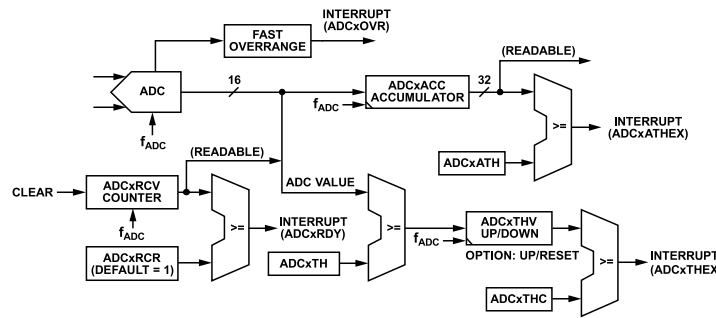 INTERRUPT
(ADCxOVR)
FAST
OVERRANGE
(READABLE)
ADC
16
ADCxACC
ACCUMULATOR
32
fADC
fADC
>=
INTERRUPT
(ADCxATHEX)
ADCxATH
(READABLE)
CLEAR
ADCxRCV
COUNTER
ADC VALUE
fADC
>=
INTERRUPT
(ADCxRDY)
>=
fADC
ADCxTHV
UP/DOWN
OPTION: UP/RESET
ADCxRCR
(DEFAULT = 1)
ADCxTH
>=
INTERRUPT
(ADCxTHEX)
ADCxTHC